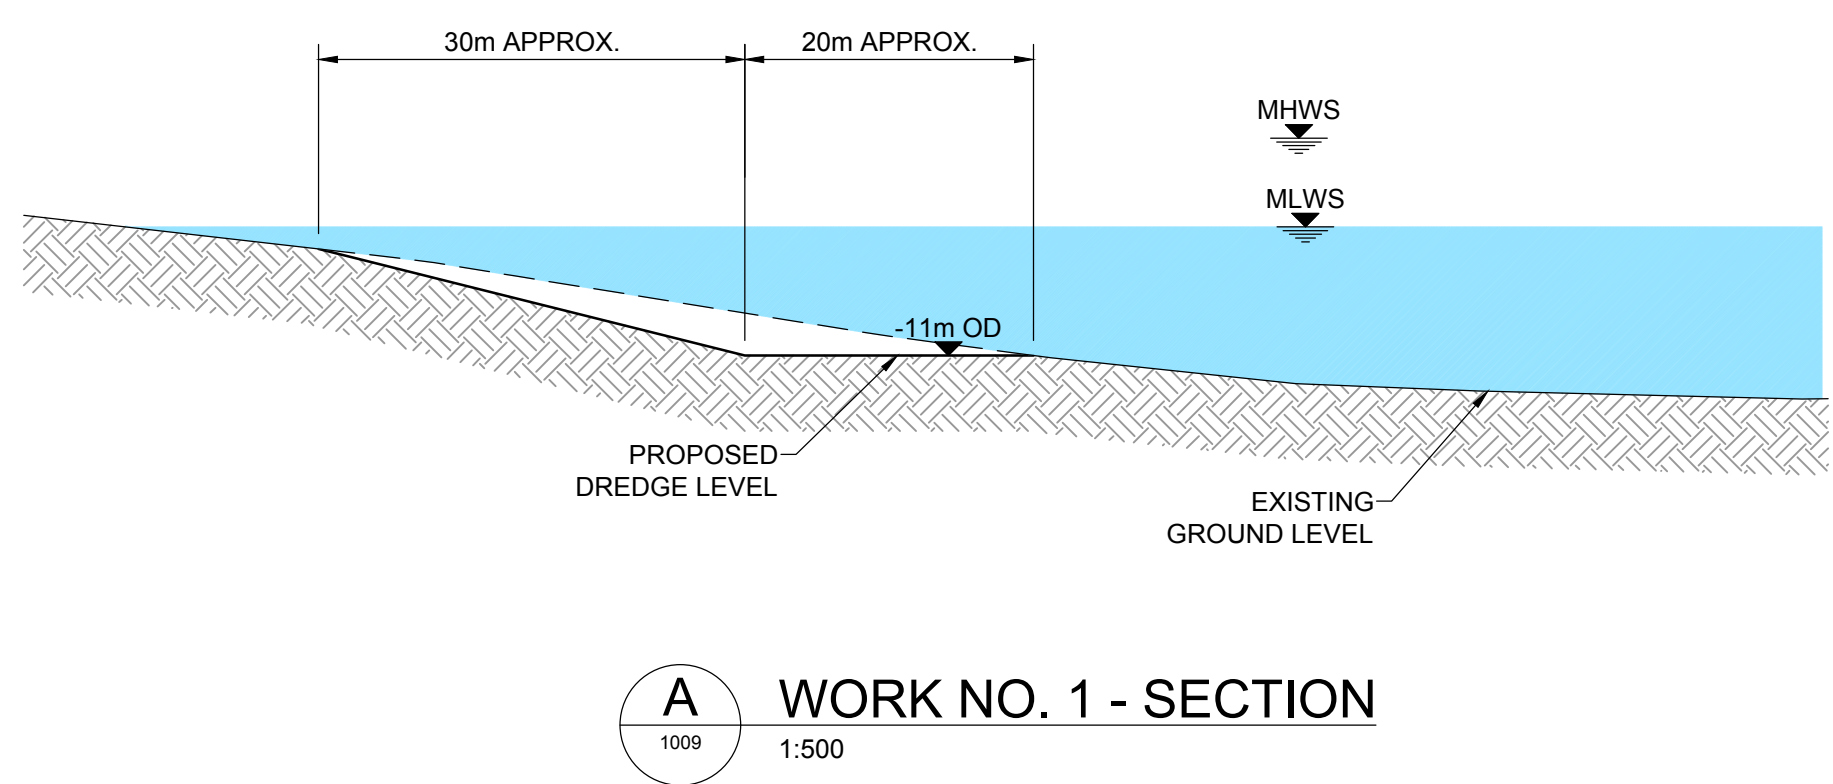 30m APPROX.
20m APPROX.
MHWS
MLWS
-11m OD
PROPOSED
DREDGE LEVEL
EXISTING
GROUND LEVEL
A
1009
WORK NO. 1 - SECTION
1:500